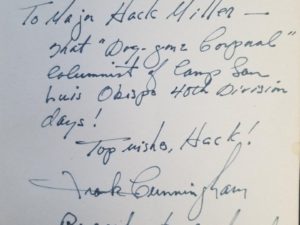 To Major Hack Miller —
that "Dog-gone Corporal"
columnist of Camp San
Luis Obispo 40th Division
days!
Top wishes, Hack!
Frank Cunningham